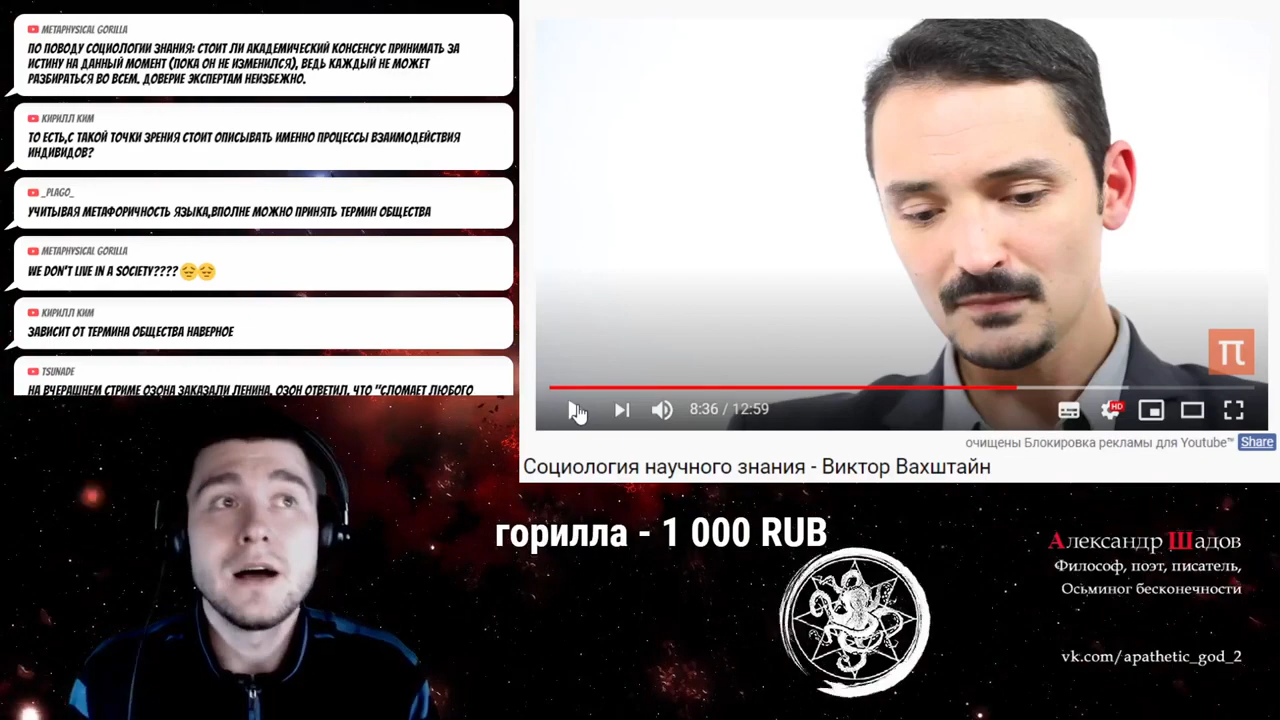 METAPHYSICAL GORILLA
ПО ПОВОДУ СОЦИОЛОГИИ ЗНАНИЯ: СТОИТ ЛИ АКАДЕМИЧЕСКИЙ КОНСЕНСУС ПРИНИМАТЬ ЗА
ИСТИНУ НА ДАННЫЙ МОМЕНТ (ПОКА ОН НЕ ИЗМЕНИЛСЯ), ВЕДЬ КАЖДЫЙ НЕ МОЖЕТ
РАЗБИРАТЬСЯ ВО ВСЕМ. ДОВЕРИЕ ЭКСПЕРТАМ НЕИЗБЕЖНО.
КИРИЛЛ КИМ
ТО ЕСТЬ,С ТАКОЙ ТОЧКИ ЗРЕНИЯ СТОИТ ОПИСЫВАТЬ ИМЕННО ПРОЦЕССЫ ВЗАИМОДЕЙСТВИЯ
ИНДИВИДОВ?
_PLAGO_
УЧИТЫВАЯ МЕТАФОРИЧНОСТЬ ЯЗЫКА,ВПОЛНЕ МОЖНО ПРИНЯТЬ ТЕРМИН ОБЩЕСТВА
METAPHYSICAL GORILLA
WE DON'T LIVE IN A SOCIETY????😔😔
КИРИЛЛ КИМ
ЗАВИСИТ ОТ ТЕРМИНА ОБЩЕСТВА НАВЕРНОЕ
TSUNADE
НА ВЧЕРАШНЕМ СТРИМЕ ОЗОНА ЗАКАЗАЛИ ЛЕНИНА, ОЗОН ОТВЕТИЛ, ЧТО "СЛОМАЕТ ЛЮБОГО
π
8:36 / 12:59
HD
очищены Блокировка рекламы для Youtube™ Share
Социология научного знания - Виктор Вахштайн
горилла - 1 000 RUB
Александр Шадов
Философ, поэт, писатель,
Осьминог бесконечности
vk.com/apathetic_god_2